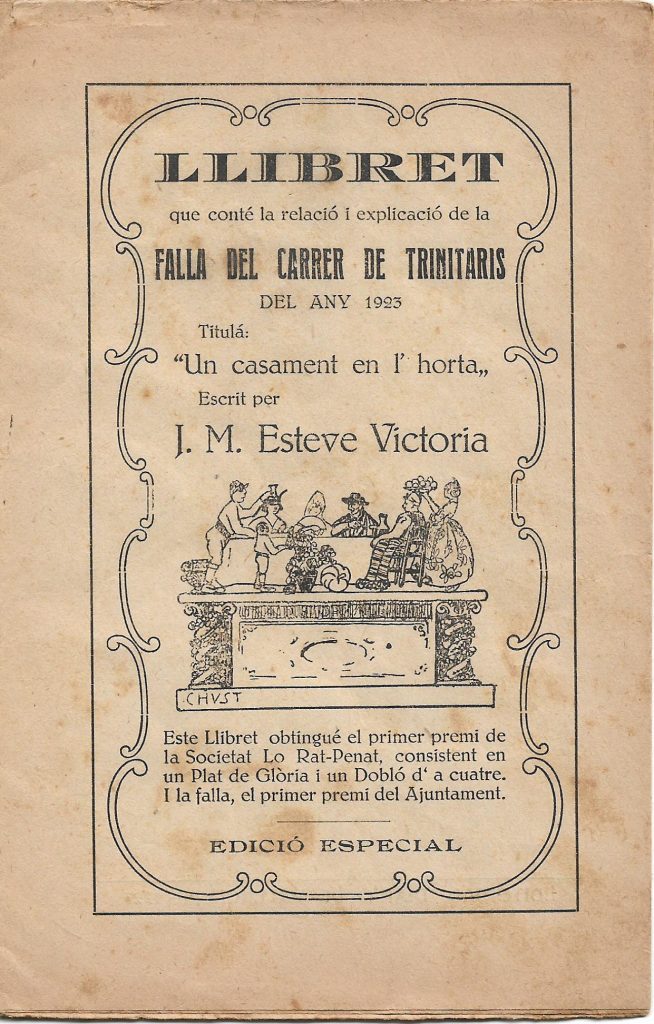 LLIBRET
que conté la relació i explicació de la
FALLA DEL CARRER DE TRINITARIS
DEL ANY 1923
Titulá:
“Un casament en l' horta„
Escrit per
J. M. Esteve Victoria
CHVST
Este Llibret obtingué el primer premi de
la Societat Lo Rat-Penat, consistent en
un Plat de Glòria i un Dobló d' a cuatre.
I la falla, el primer premi del Ajuntament.
EDICIÓ ESPECIAL